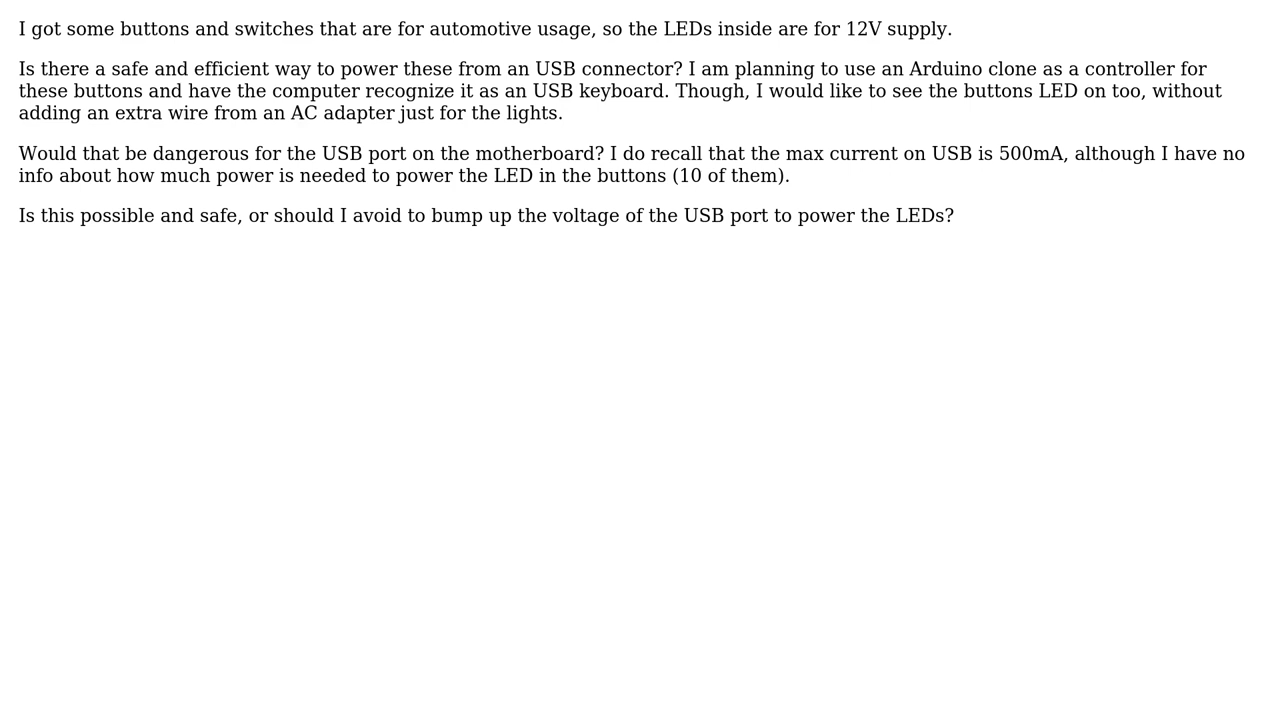 I got some buttons and switches that are for automotive usage, so the LEDs inside are for 12V supply.
Is there a safe and efficient way to power these from an USB connector? I am planning to use an Arduino clone as a controller for
these buttons and have the computer recognize it as an USB keyboard. Though, I would like to see the buttons LED on too, without
adding an extra wire from an AC adapter just for the lights.
Would that be dangerous for the USB port on the motherboard? I do recall that the max current on USB is 500mA, although I have no
info about how much power is needed to power the LED in the buttons (10 of them).
Is this possible and safe, or should I avoid to bump up the voltage of the USB port to power the LEDs?